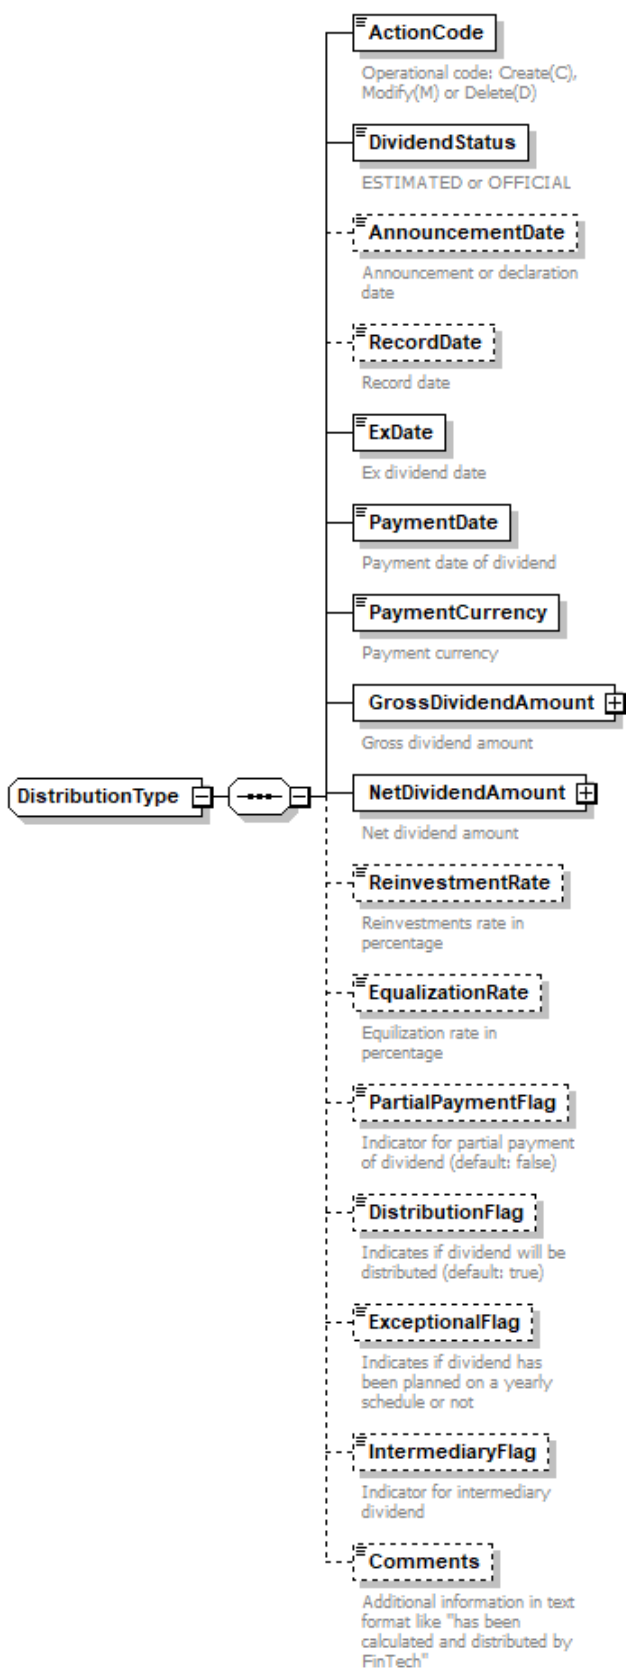 ActionCode
Operational code: Create(C),
Modify(M) or Delete(D)
DividendStatus
ESTIMATED or OFFICIAL
AnnouncementDate
Announcement or declaration
date
RecordDate
Record date
ExDate
Ex dividend date
PaymentDate
Payment date of dividend
PaymentCurrency
Payment currency
GrossDividendAmount
Gross dividend amount
DistributionType
NetDividendAmount
Net dividend amount
ReinvestmentRate
Reinvestments rate in
percentage
EqualizationRate
Equilization rate in
percentage
PartialPaymentFlag
Indicator for partial payment
of dividend (default: false)
DistributionFlag
Indicates if dividend will be
distributed (default: true)
ExceptionalFlag
Indicates if dividend has
been planned on a yearly
schedule or not
IntermediaryFlag
Indicator for intermediary
dividend
Comments
Additional information in text
format like "has been
calculated and distributed by
FinTech"